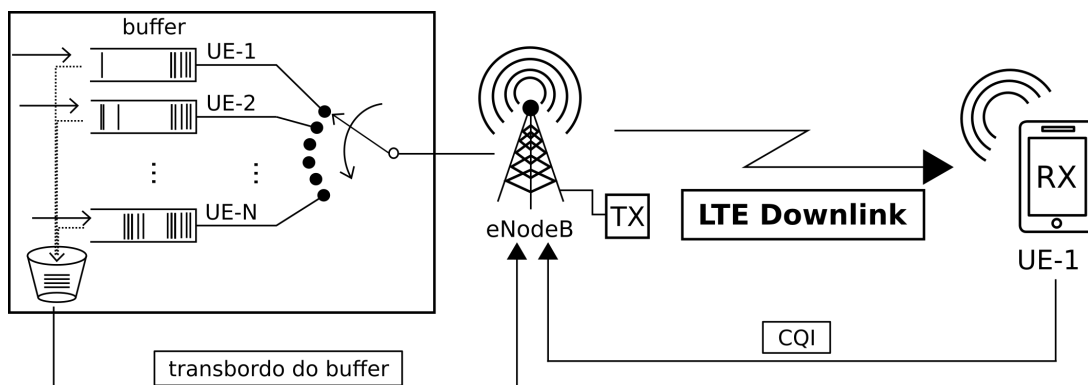 buffer
UE-1
UE-2
UE-N
eNodeB
TX
LTE Downlink
RX
UE-1
CQI
transbordo do buffer